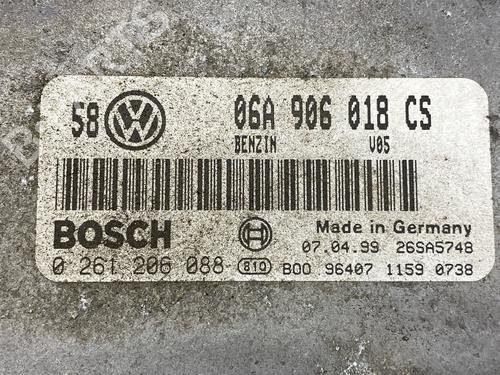 58 06A 906 018 CS
BENZIN V05
BOSCH Made in Germany
07.04.99 26SA5748
0 261 206 088 810 B00 96407 1159 0738